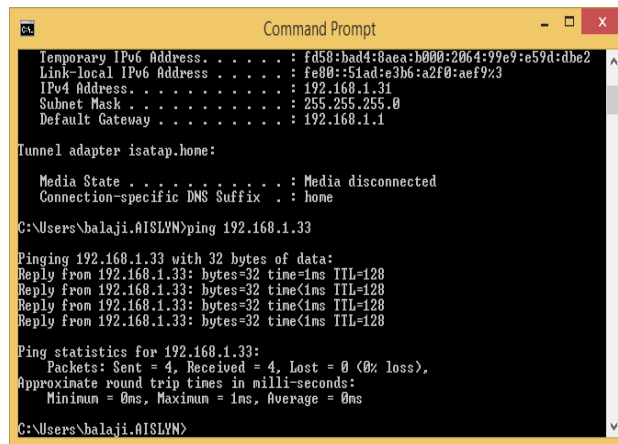 Command Prompt
Temporary IPv6 Address. . . . . . : fd58:bad4:8aea:b000:2064:99e9:e59d:dbe2
Link-local IPv6 Address . . . . . : fe80::51ad:e3b6:a2f0:aef9%3
IPv4 Address. . . . . . . . . . . : 192.168.1.31
Subnet Mask . . . . . . . . . . . : 255.255.255.0
Default Gateway . . . . . . . . . : 192.168.1.1
Tunnel adapter isatap.home:
Media State . . . . . . . . . . . : Media disconnected
Connection-specific DNS Suffix  . : home
C:\Users\balaji.AISLYN>ping 192.168.1.33
Pinging 192.168.1.33 with 32 bytes of data:
Reply from 192.168.1.33: bytes=32 time=1ms TTL=128
Reply from 192.168.1.33: bytes=32 time<1ms TTL=128
Reply from 192.168.1.33: bytes=32 time<1ms TTL=128
Reply from 192.168.1.33: bytes=32 time<1ms TTL=128
Ping statistics for 192.168.1.33:
Packets: Sent = 4, Received = 4, Lost = 0 (0% loss),
Approximate round trip times in milli-seconds:
Minimum = 0ms, Maximum = 1ms, Average = 0ms
C:\Users\balaji.AISLYN>